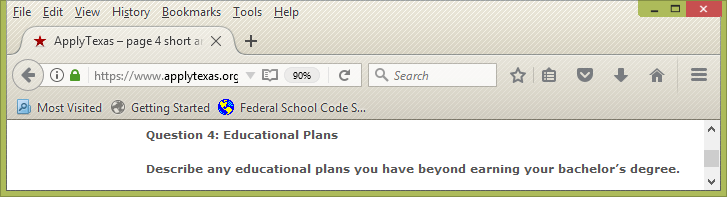 File Edit View History Bookmarks Tools Help
ApplyTexas – page 4 short an
https://www.applytexas.org 90% Search
Most Visited Getting Started Federal School Code S...
Question 4: Educational Plans
Describe any educational plans you have beyond earning your bachelor's degree.